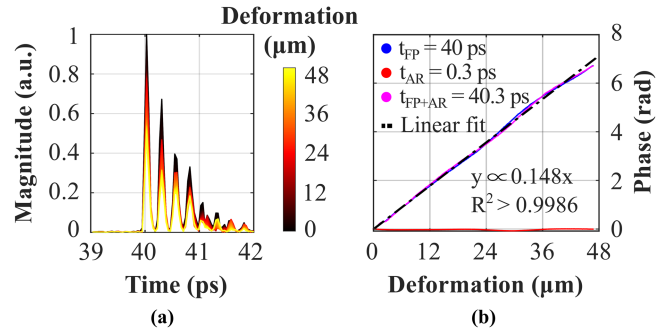 Deformation
(μm)
Magnitude (a.u.)
1
0.8
0.6
0.4
0.2
0
39
40
41
42
Time (ps)
(a)
48
36
24
12
0
t_FP = 40 ps
t_AR = 0.3 ps
t_FP+AR = 40.3 ps
Linear fit
y ∝ 0.148x
R² > 0.9986
8
6
4
2
0
Phase (rad)
0
12
24
36
48
Deformation (μm)
(b)